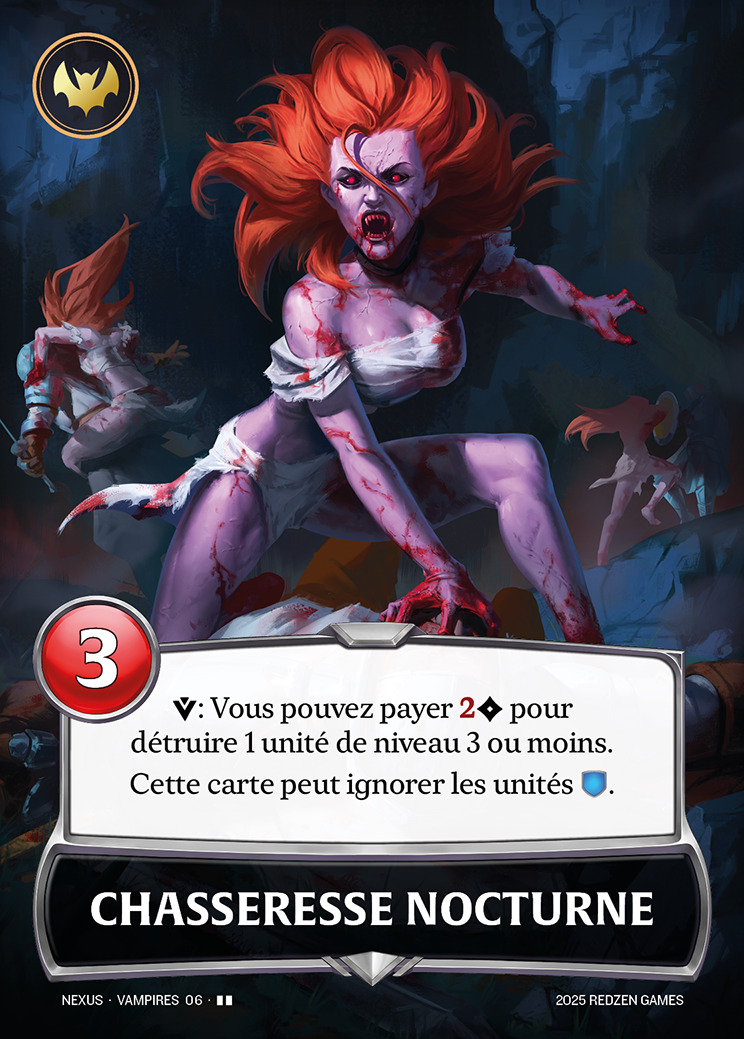 3
: Vous pouvez payer 2 pour
détruire 1 unité de niveau 3 ou moins.
Cette carte peut ignorer les unités .
CHASSERESSE NOCTURNE
NEXUS · VAMPIRES 06 ·
2025 REDZEN GAMES